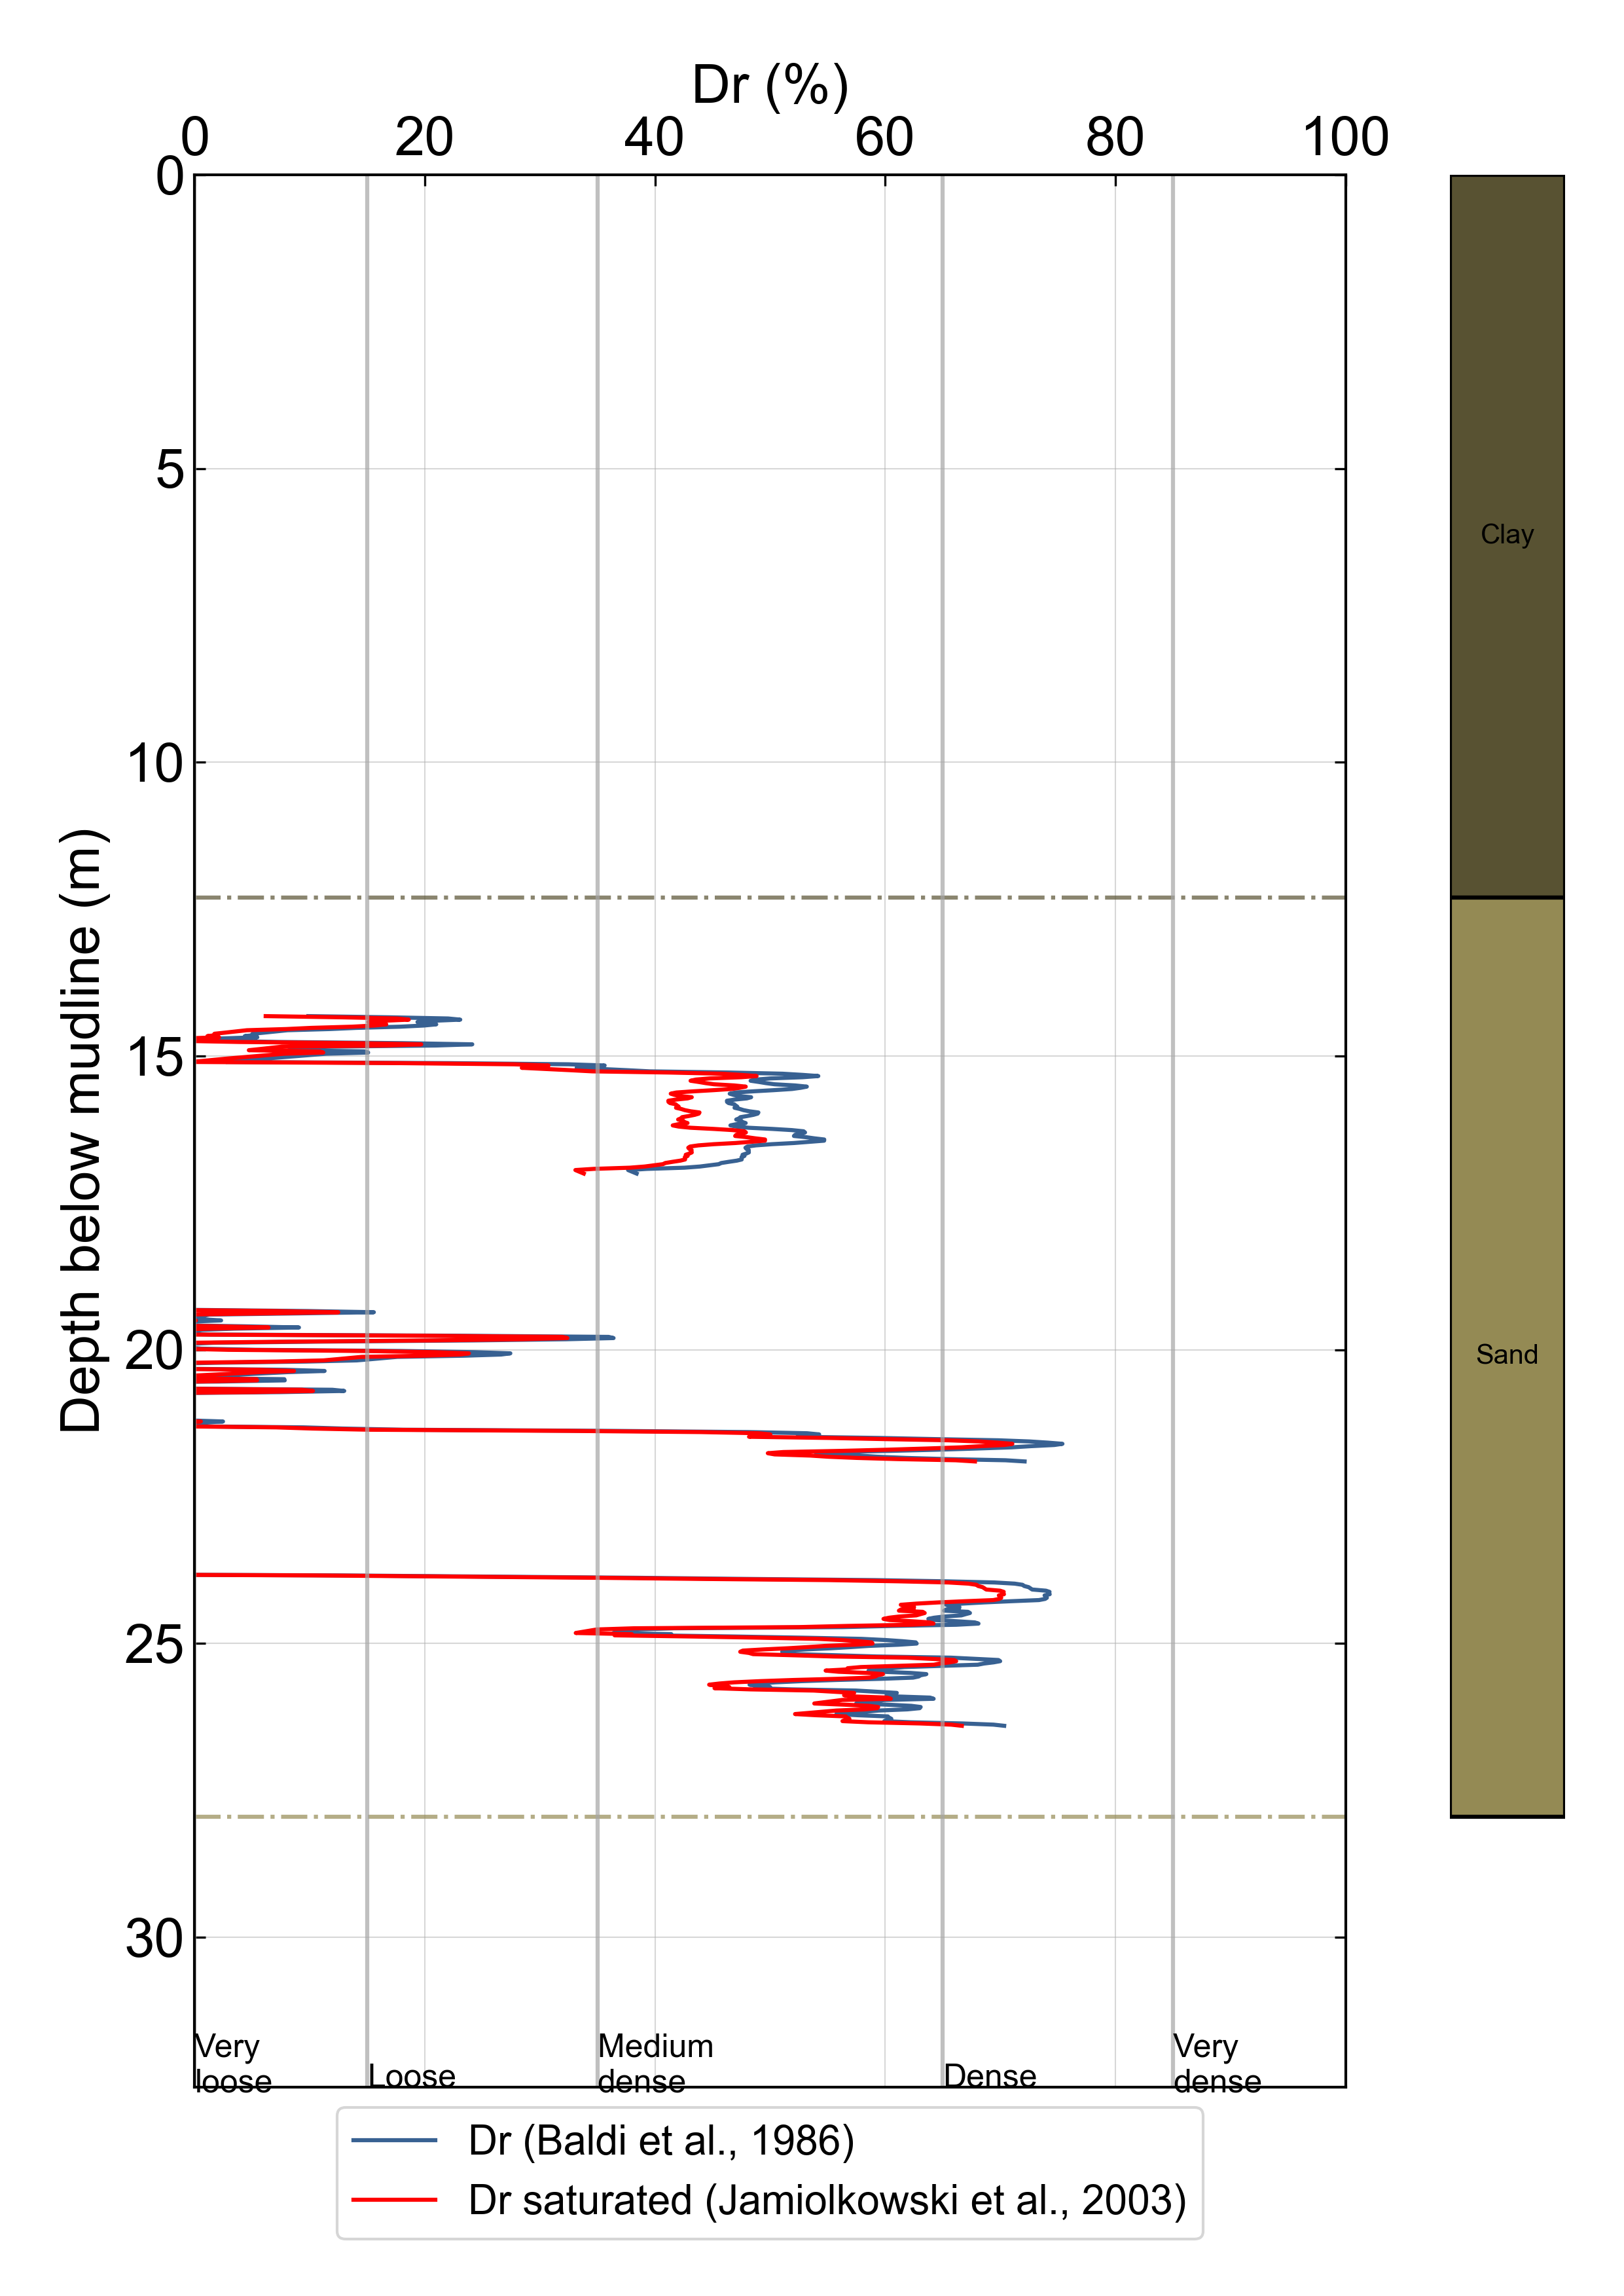 Dr (%)
0 20 40 60 80 100
0
5
10
15
20
25
30
Depth below mudline (m)
Clay
Sand
Very
loose
Loose
Medium
dense
Dense
Very
dense
Dr (Baldi et al., 1986)
Dr saturated (Jamiolkowski et al., 2003)